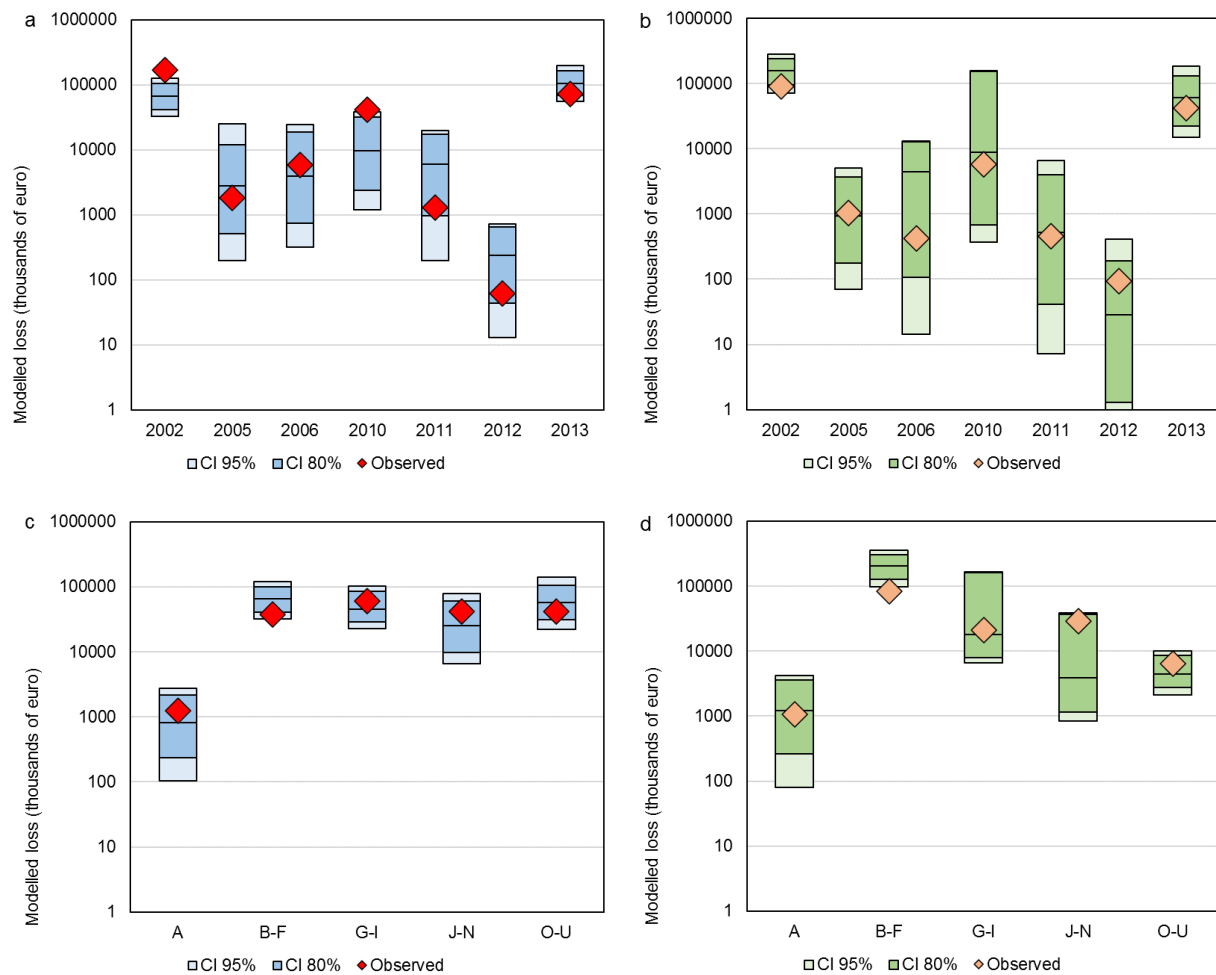 a
Modelled loss (thousands of euro)
1000000
100000
10000
1000
100
10
1
2002 2005 2006 2010 2011 2012 2013
CI 95% CI 80% Observed
b
Modelled loss (thousands of euro)
1000000
100000
10000
1000
100
10
1
2002 2005 2006 2010 2011 2012 2013
CI 95% CI 80% Observed
c
Modelled loss (thousands of euro)
1000000
100000
10000
1000
100
10
1
A B-F G-I J-N O-U
CI 95% CI 80% Observed
d
Modelled loss (thousands of euro)
1000000
100000
10000
1000
100
10
1
A B-F G-I J-N O-U
CI 95% CI 80% Observed